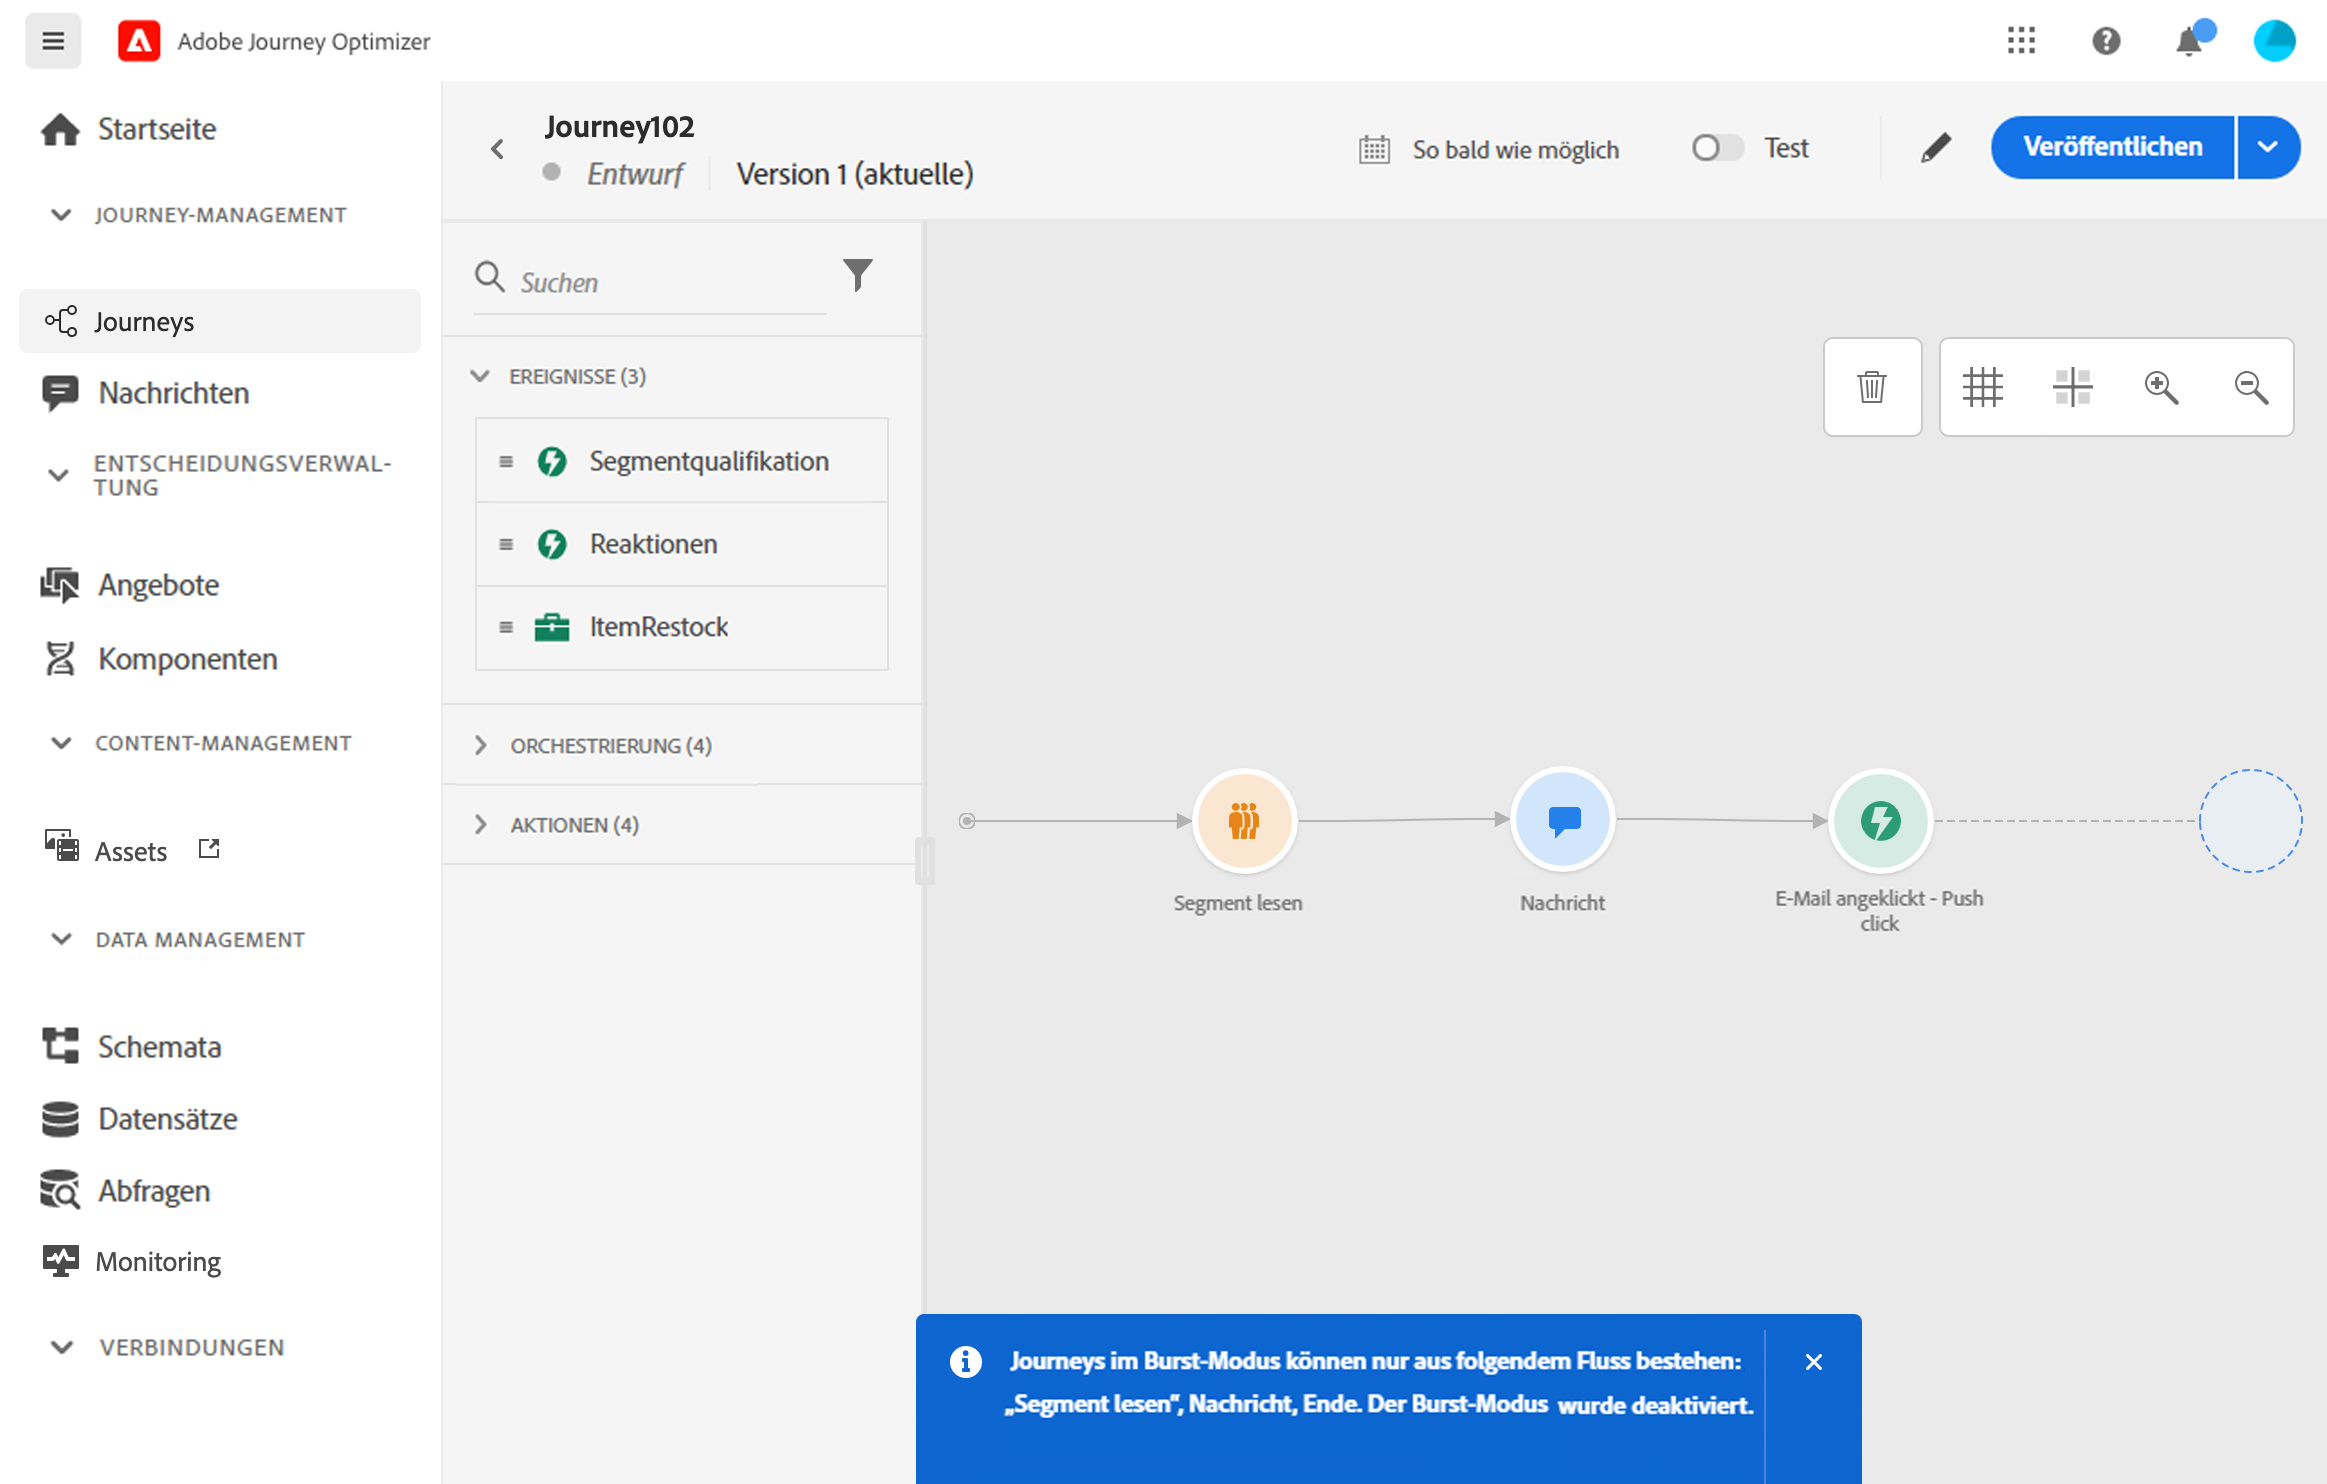 Adobe Journey Optimizer
Startseite
JOURNEY-MANAGEMENT
Journeys
Nachrichten
ENTSCHEIDUNGSVERWAL-
TUNG
Angebote
Komponenten
CONTENT-MANAGEMENT
Assets
DATA MANAGEMENT
Schemata
Datensätze
Abfragen
Monitoring
VERBINDUNGEN
Journey102
Entwurf
Version 1 (aktuelle)
So bald wie möglich
Test
Veröffentlichen
Suchen
EREIGNISSE (3)
Segmentqualifikation
Reaktionen
ItemRestock
ORCHESTRIERUNG (4)
AKTIONEN (4)
Segment lesen
Nachricht
E-Mail angeklickt - Push
click
Journeys im Burst-Modus können nur aus folgendem Fluss bestehen:
„Segment lesen“, Nachricht, Ende. Der Burst-Modus wurde deaktiviert.